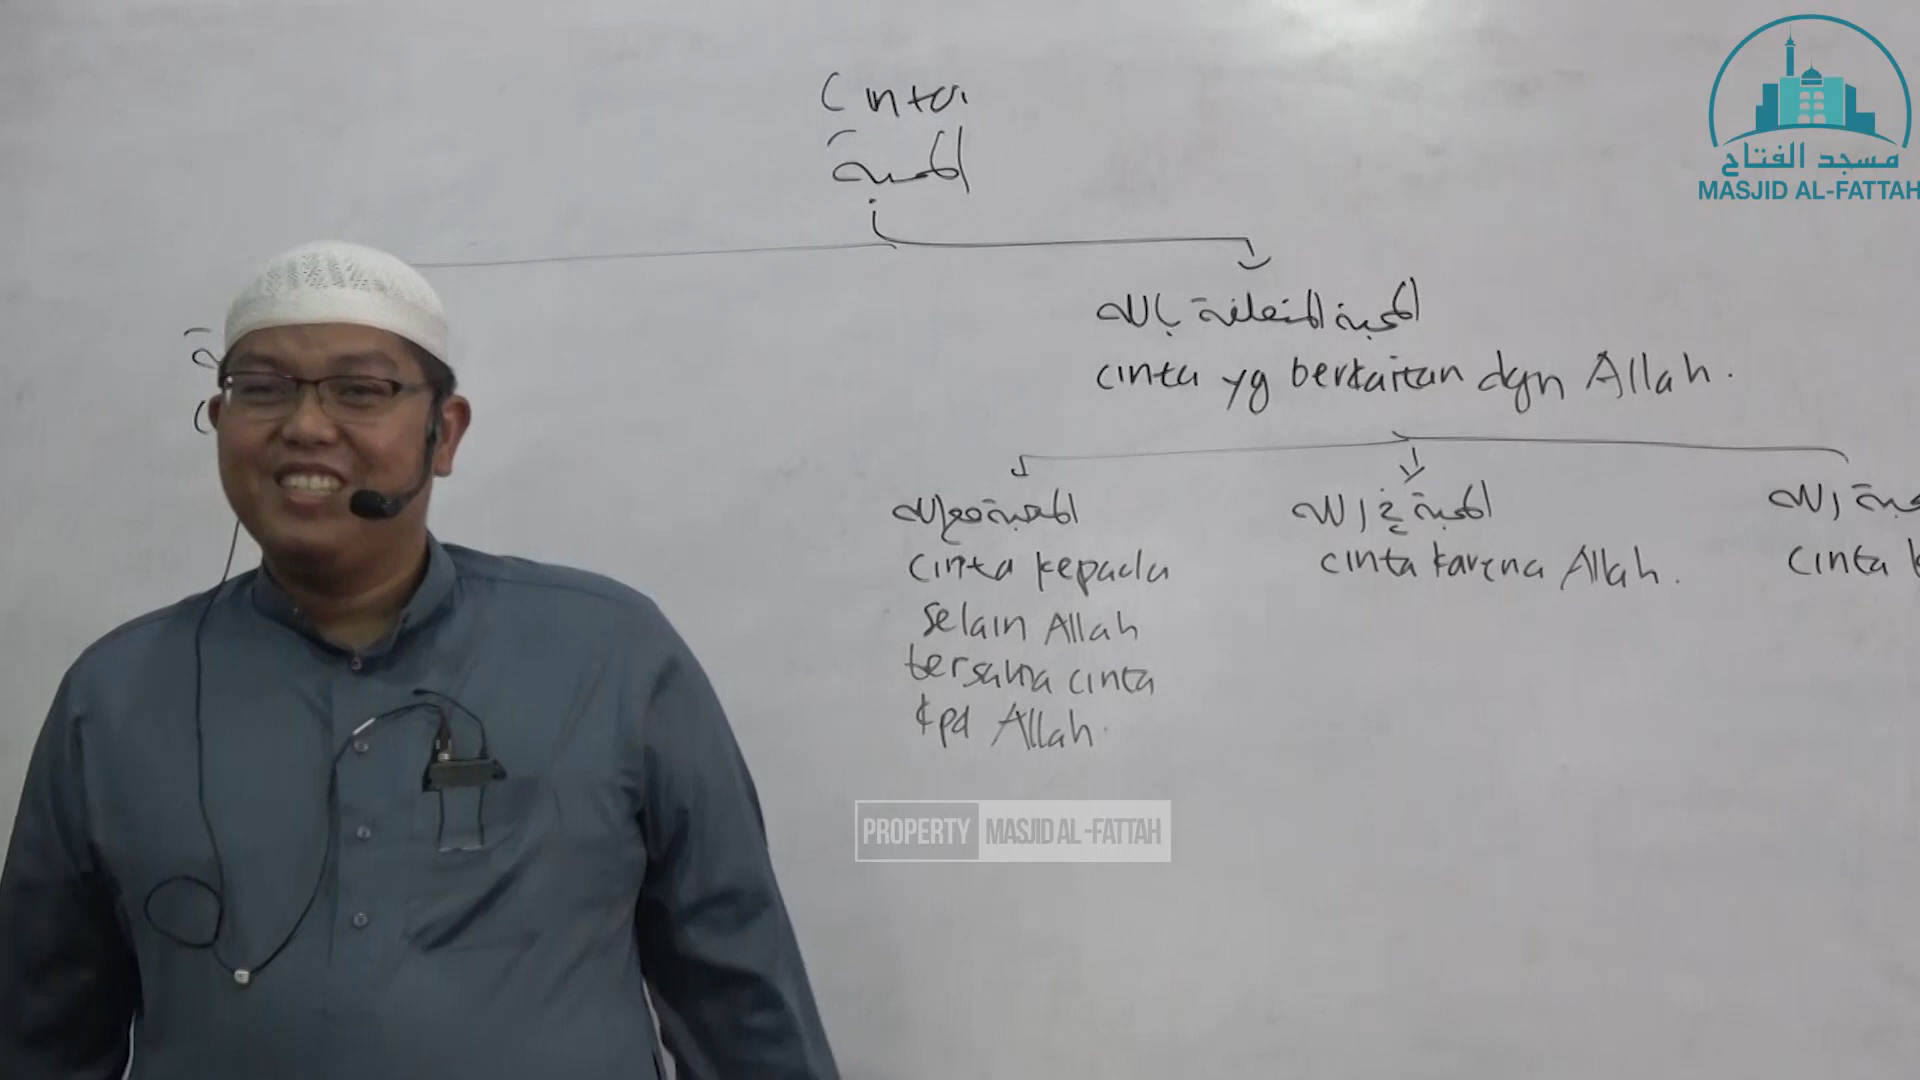 Cinta
المحبة
المحبة المتعلقة بالله
cinta yg berkaitan dgn Allah.
المحبة مع الله
cinta kepada
selain Allah
bersama cinta
kpd Allah.
المحبة في الله
cinta karena Allah.
الله
cinta
مسجد الفتاح
MASJID AL-FATTAH
PROPERTY MASJID AL-FATTAH